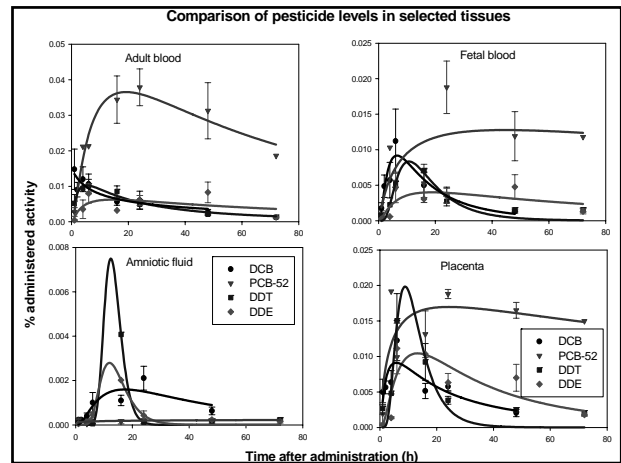 Comparison of pesticide levels in selected tissues
% administered activity
Adult blood
0.05
0.04
0.03
0.02
0.01
0.00
0 20 40 60 80
Fetal blood
0.025
0.020
0.015
0.010
0.005
0.000
0 20 40 60 80
Amniotic fluid
0.008
0.006
0.004
0.002
0.000
0 20 40 60 80
DCB
PCB-52
DDT
DDE
Placenta
0.025
0.020
0.015
0.010
0.005
0.000
0 20 40 60 80
DCB
PCB-52
DDT
DDE
Time after administration (h)